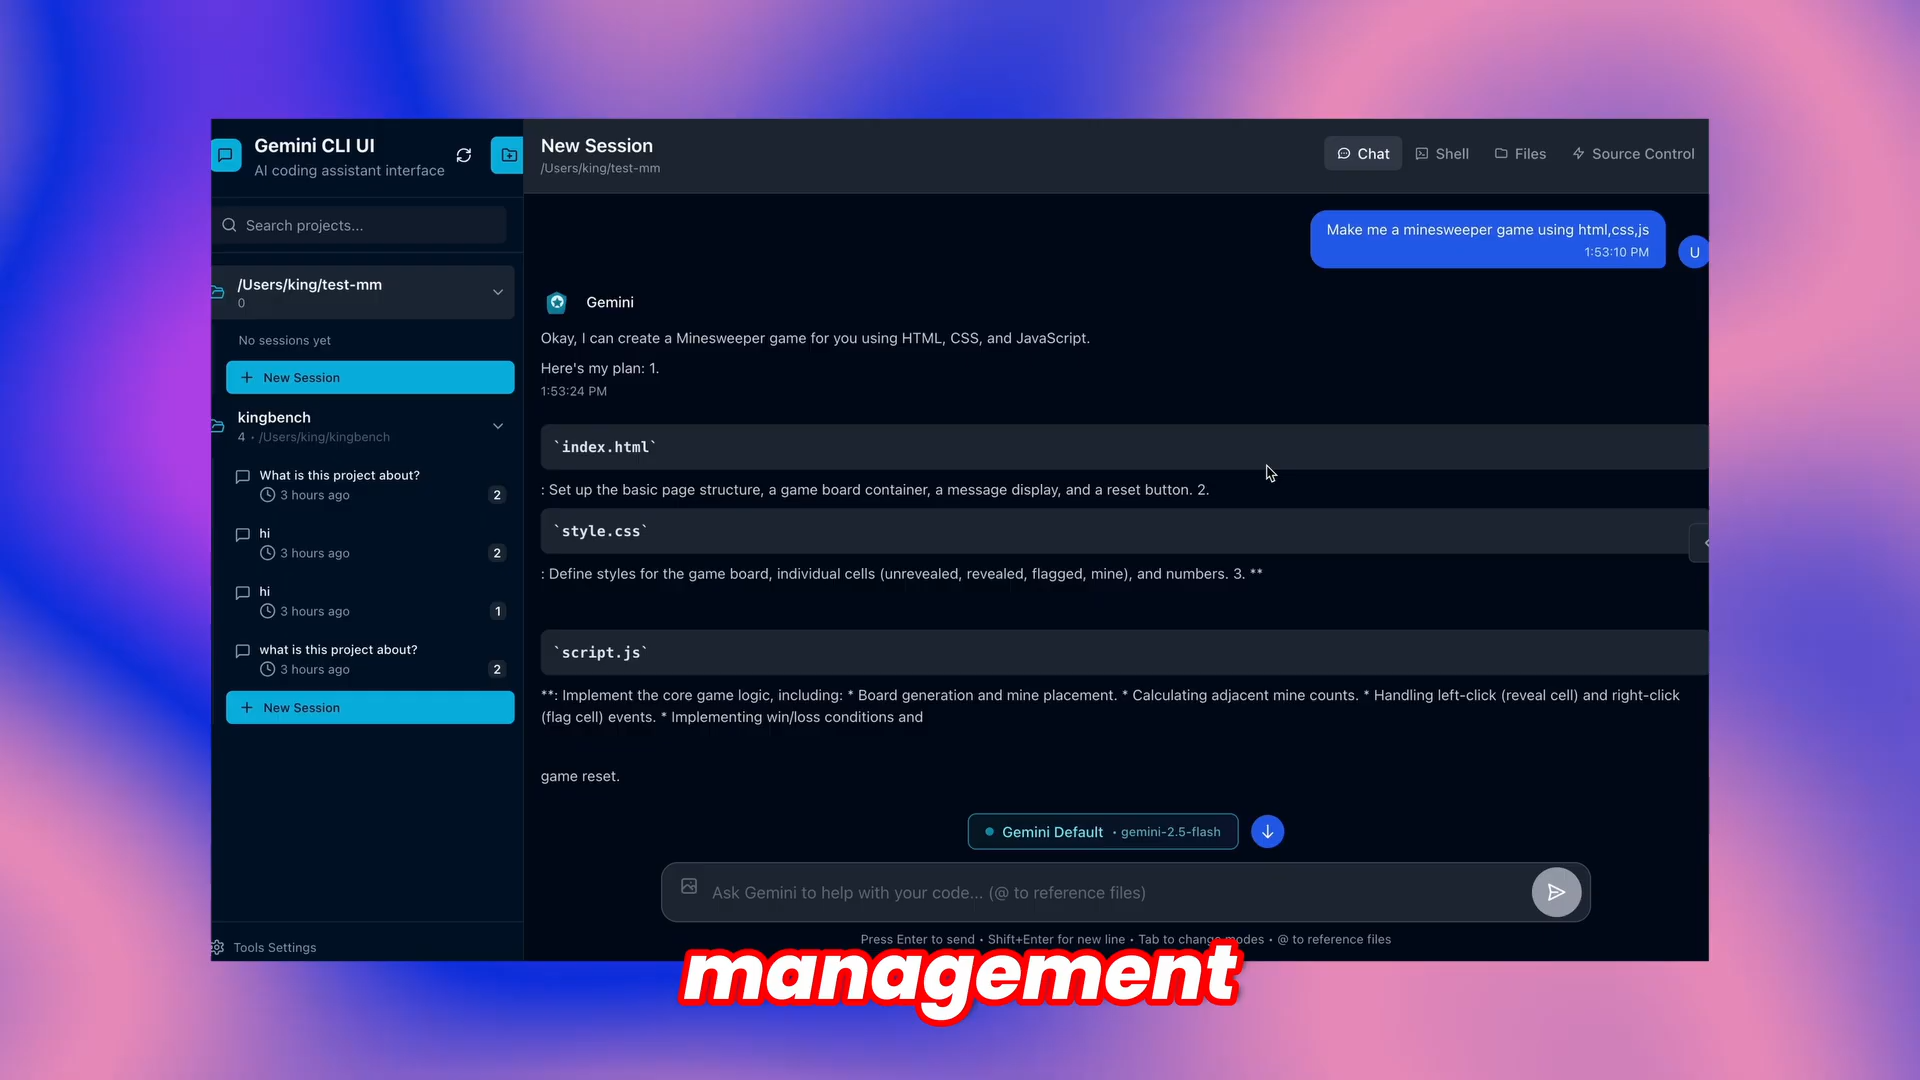 Gemini CLI UI
AI coding assistant interface
Search projects...
/Users/king/test-mm
0
No sessions yet
+ New Session
kingbench
4 • /Users/king/kingbench
What is this project about?
3 hours ago
2
hi
3 hours ago
2
hi
3 hours ago
1
what is this project about?
3 hours ago
2
+ New Session
Tools Settings
New Session
/Users/king/test-mm
Chat
Shell
Files
Source Control
Make me a minesweeper game using html,css,js
1:53:10 PM
U
Gemini
Okay, I can create a Minesweeper game for you using HTML, CSS, and JavaScript.
Here's my plan: 1.
1:53:24 PM
`index.html`
: Set up the basic page structure, a game board container, a message display, and a reset button. 2.
`style.css`
: Define styles for the game board, individual cells (unrevealed, revealed, flagged, mine), and numbers. 3. **
`script.js`
**: Implement the core game logic, including: * Board generation and mine placement. * Calculating adjacent mine counts. * Handling left-click (reveal cell) and right-click
(flag cell) events. * Implementing win/loss conditions and
game reset.
Gemini Default • gemini-2.5-flash
Ask Gemini to help with your code... (@ to reference files)
Press Enter to send • Shift+Enter for new line • Tab to change modes • @ to reference files
management